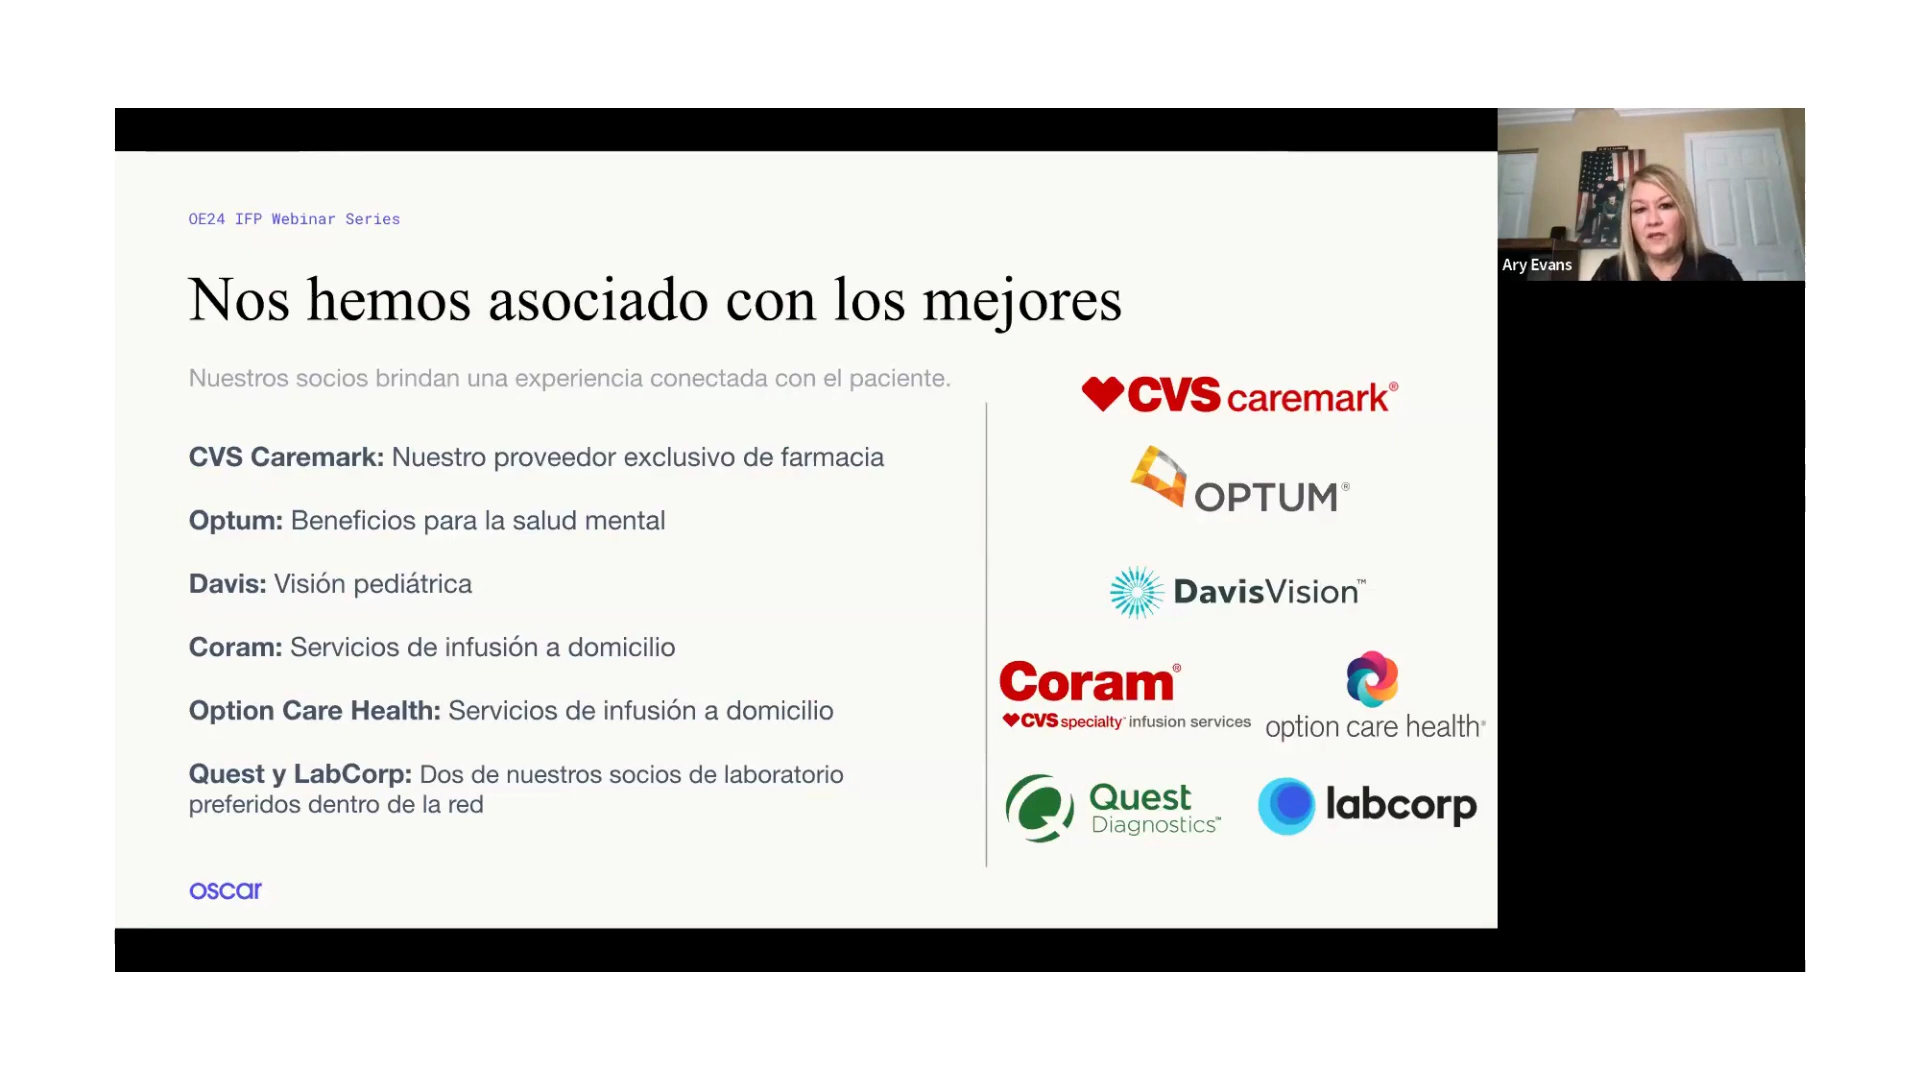 OE24 IFP Webinar Series
Nos hemos asociado con los mejores
Nuestros socios brindan una experiencia conectada con el paciente.
CVS Caremark: Nuestro proveedor exclusivo de farmacia
Optum: Beneficios para la salud mental
Davis: Visión pediátrica
Coram: Servicios de infusión a domicilio
Option Care Health: Servicios de infusión a domicilio
Quest y LabCorp: Dos de nuestros socios de laboratorio
preferidos dentro de la red
oscar
CVS caremark®
OPTUM®
DavisVision™
Coram®
CVS specialty™ infusion services
option care health®
Quest
Diagnostics™
labcorp
Ary Evans